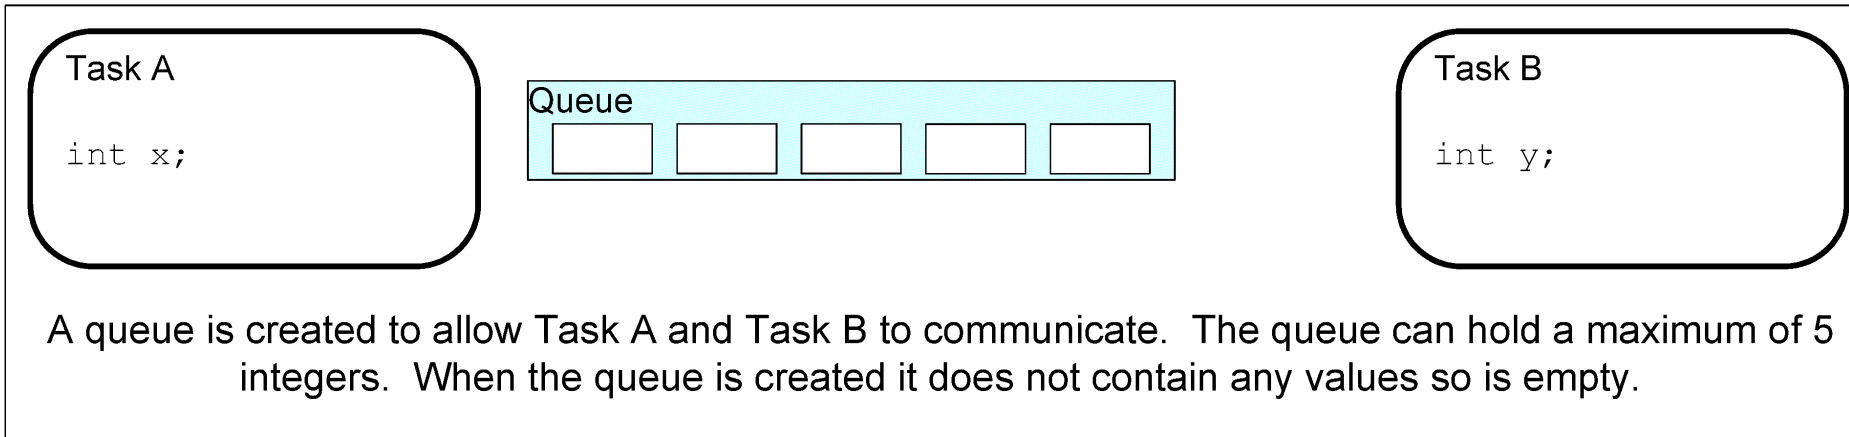 Task A
int x;
Queue
Task B
int y;
A queue is created to allow Task A and Task B to communicate.  The queue can hold a maximum of 5
integers.  When the queue is created it does not contain any values so is empty.